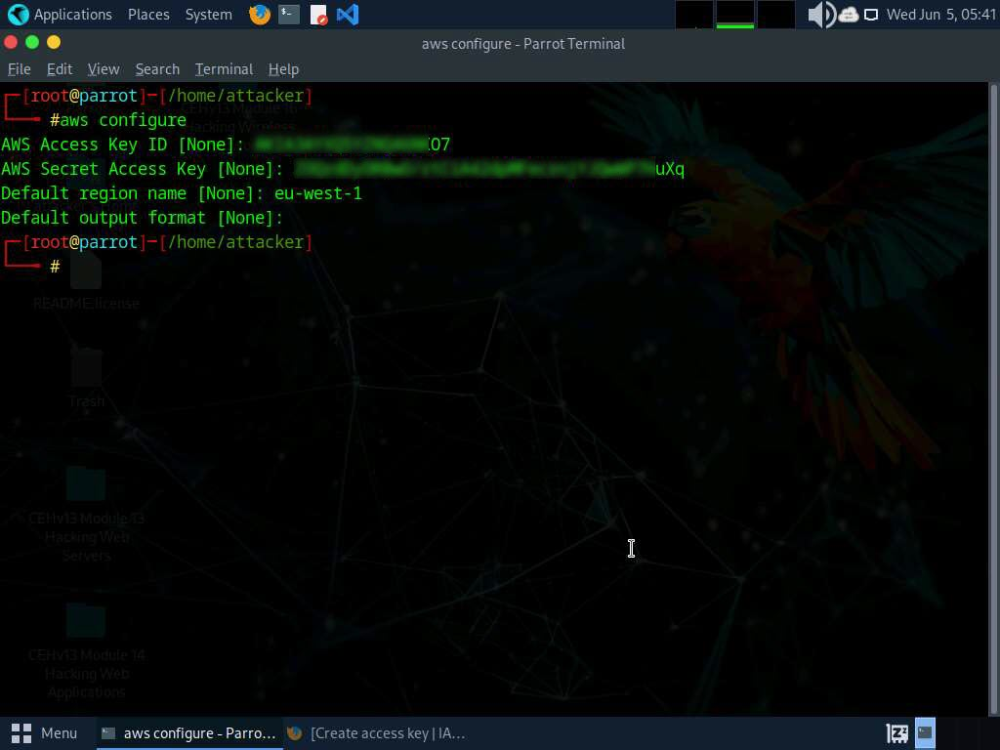 Applications Places System Wed Jun 5, 05:41
aws configure - Parrot Terminal
File Edit View Search Terminal Help
┌─[root@parrot]─[/home/attacker]
└──╼ #aws configure
AWS Access Key ID [None]: O7
AWS Secret Access Key [None]: uXq
Default region name [None]: eu-west-1
Default output format [None]:
┌─[root@parrot]─[/home/attacker]
└──╼ #
README.license
Trash
CEHv13 Module 13
Hacking Web
Servers
CEHv13 Module 14
Hacking Web
Applications
Menu aws configure - Parro... [Create access key | IA...